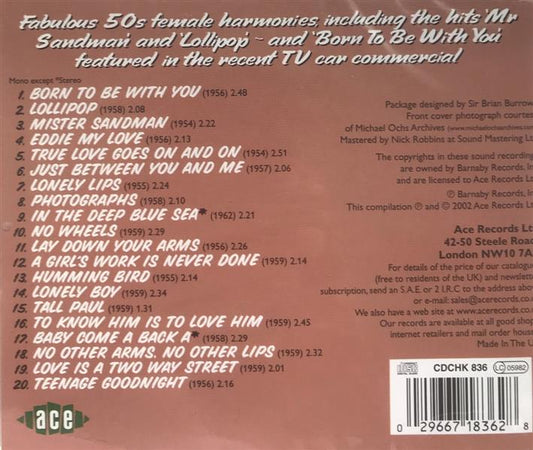 Fabulous 50s female harmonies, including the hits 'Mr
Sandman' and 'Lollipop' - and 'Born To Be With You'
featured in the recent TV car commercial
Mono except *Stereo
1. BORN TO BE WITH YOU (1956) 2.48
2. LOLLIPOP (1958) 2.08
3. MISTER SANDMAN (1954) 2.22
4. EDDIE MY LOVE (1956) 2.13
5. TRUE LOVE GOES ON AND ON (1954) 2.51
6. JUST BETWEEN YOU AND ME (1957) 2.06
7. LONELY LIPS (1955) 2.24
8. PHOTOGRAPHS (1958) 2.10
9. IN THE DEEP BLUE SEA* (1962) 2.21
10. NO WHEELS (1959) 2.29
11. LAY DOWN YOUR ARMS (1956) 2.26
12. A GIRL'S WORK IS NEVER DONE (1959) 2.14
13. HUMMING BIRD (1955) 2.14
14. LONELY BOY (1959) 2.34
15. TALL PAUL (1959) 1.31
16. TO KNOW HIM IS TO LOVE HIM (1959) 2.45
17. BABY COME A BACK A* (1958) 2.29
18. NO OTHER ARMS, NO OTHER LIPS (1959) 2.32
19. LOVE IS A TWO WAY STREET (1959) 2.01
20. TEENAGE GOODNIGHT (1956) 2.16
Package designed by Sir Brian Burrow
Front cover photograph courtes
of Michael Ochs Archives (www.michaelochsarchives.com
Mastered by Nick Robbins at Sound Mastering Lt
The copyrights in these sound recording
are owned by Barnaby Records, In
and are licensed to Ace Records Lt
℗ Barnaby Records, In
This compilation ℗ and © 2002 Ace Records Lt
Ace Records Lt
42-50 Steele Road
London NW10 7A
For details of the price of our catalogue
(free to residents of the UK) and newslette
subscription, send an S.A.E. or 2 I.R.C to the address abov
or e-mail: sales@acerecords.co.
We also have a web site at www.acerecords.co.
Our records are available at all good shop
internet retailers and mail order house
Made in The U
ace
COMPACT disc DIGITAL AUDIO
CDCHK 836
LC 05982
0 29667 18362 8